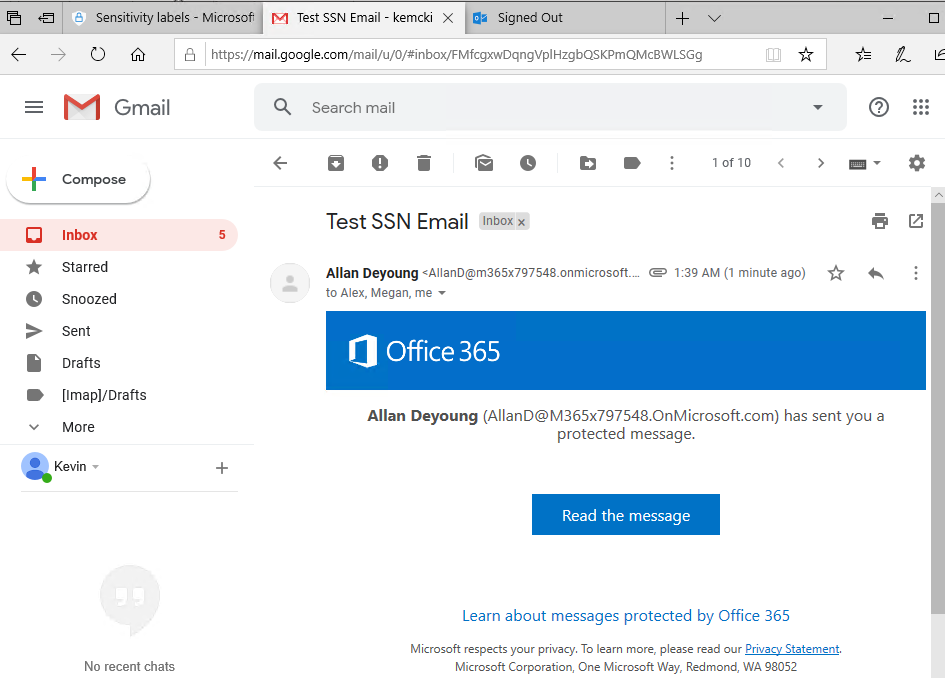 Sensitivity labels - Microsoft
Test SSN Email - kemcki
Signed Out
https://mail.google.com/mail/u/0/#inbox/FMfcgxwDqngVplHzgbQSKPmQMcBWLSGg
Gmail
Search mail
Compose
1 of 10
Inbox 5
Starred
Snoozed
Sent
Drafts
[Imap]/Drafts
More
Kevin
No recent chats
Test SSN Email Inbox x
Allan Deyoung <AllanD@m365x797548.onmicrosoft.... 1:39 AM (1 minute ago)
to Alex, Megan, me
Office 365
Allan Deyoung (AllanD@M365x797548.OnMicrosoft.com) has sent you a
protected message.
Read the message
Learn about messages protected by Office 365
Microsoft respects your privacy. To learn more, please read our Privacy Statement.
Microsoft Corporation, One Microsoft Way, Redmond, WA 98052